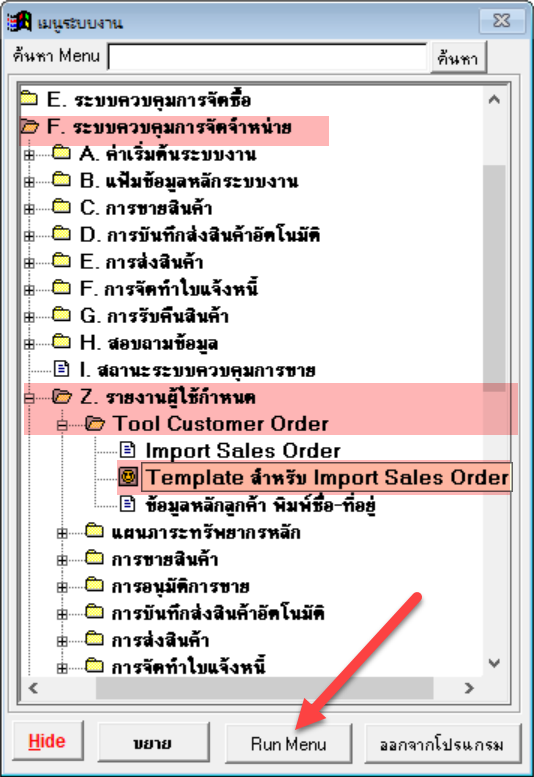 เมนูระบบงาน
ค้นหา Menu
ค้นหา
E. ระบบควบคุมการจัดซื้อ
F. ระบบควบคุมการจัดจำหน่าย
A. ค่าเริ่มต้นระบบงาน
B. แฟ้มข้อมูลหลักระบบงาน
C. การขายสินค้า
D. การบันทึกส่งสินค้าอัตโนมัติ
E. การส่งสินค้า
F. การจัดทำใบแจ้งหนี้
G. การรับคืนสินค้า
H. สอบถามข้อมูล
I. สถานะระบบควบคุมการขาย
Z. รายงานผู้ใช้กำหนด
Tool Customer Order
Import Sales Order
Template สำหรับ Import Sales Order
ข้อมูลหลักลูกค้า พิมพ์ชื่อ-ที่อยู่
แผนภาระทรัพยากรหลัก
การขายสินค้า
การอนุมัติการขาย
การบันทึกส่งสินค้าอัตโนมัติ
การส่งสินค้า
การจัดทำใบแจ้งหนี้
Hide
ขยาย
Run Menu
ออกจากโปรแกรม